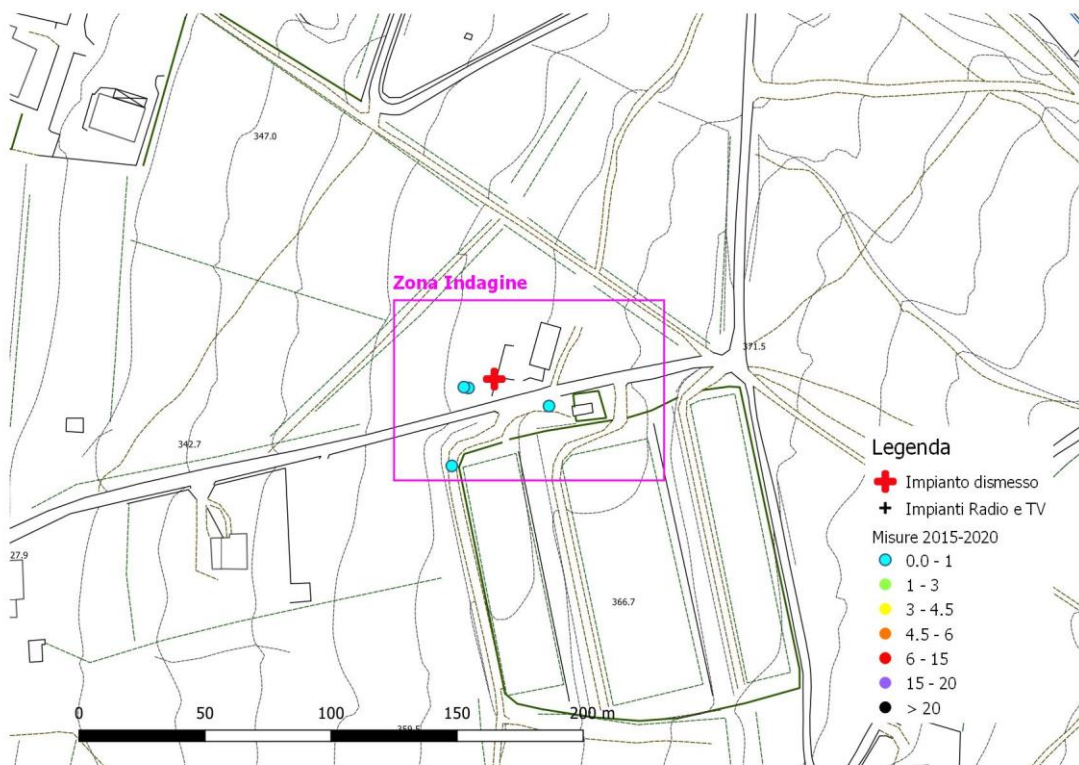 347.0
Zona Indagine
371.5
342.7
27.9
366.7
359.5
0 50 100 150 200 m
Legenda
Impianto dismesso
Impianti Radio e TV
Misure 2015-2020
0.0 - 1
1 - 3
3 - 4.5
4.5 - 6
6 - 15
15 - 20
> 20